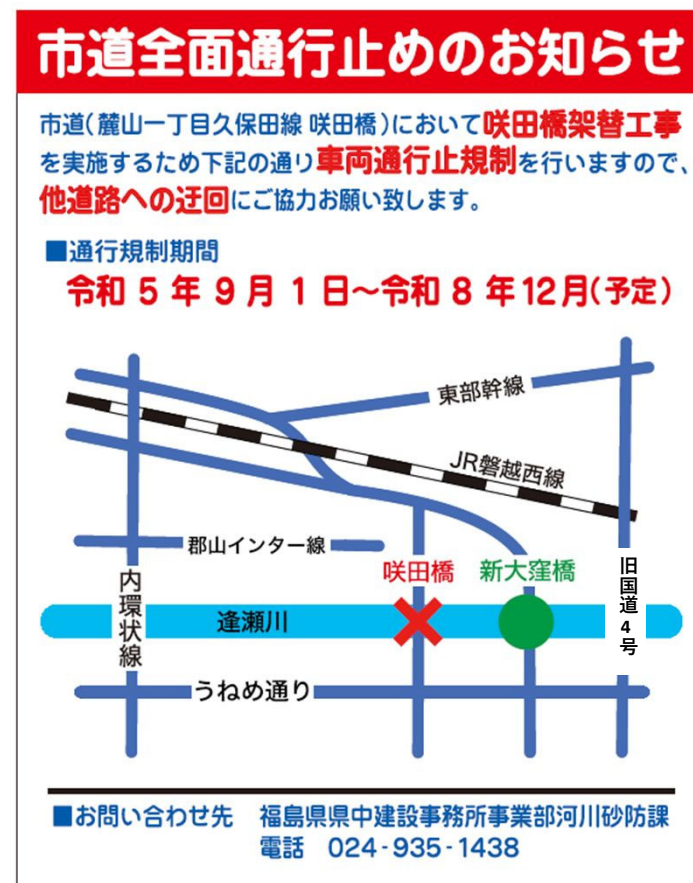 市道全面通行止めのお知らせ
市道(麓山一丁目久保田線 咲田橋)において咲田橋架替工事
を実施するため下記の通り車両通行止規制を行いますので、
他道路への迂回にご協力お願い致します。
■通行規制期間
令和 5 年 9 月 1 日～令和 8 年12月(予定)
東部幹線
JR磐越西線
郡山インター線
咲田橋
新大窪橋
旧国道4号
内環状線
逢瀬川
うねめ通り
■お問い合わせ先 福島県県中建設事務所事業部河川砂防課
電話 024-935-1438